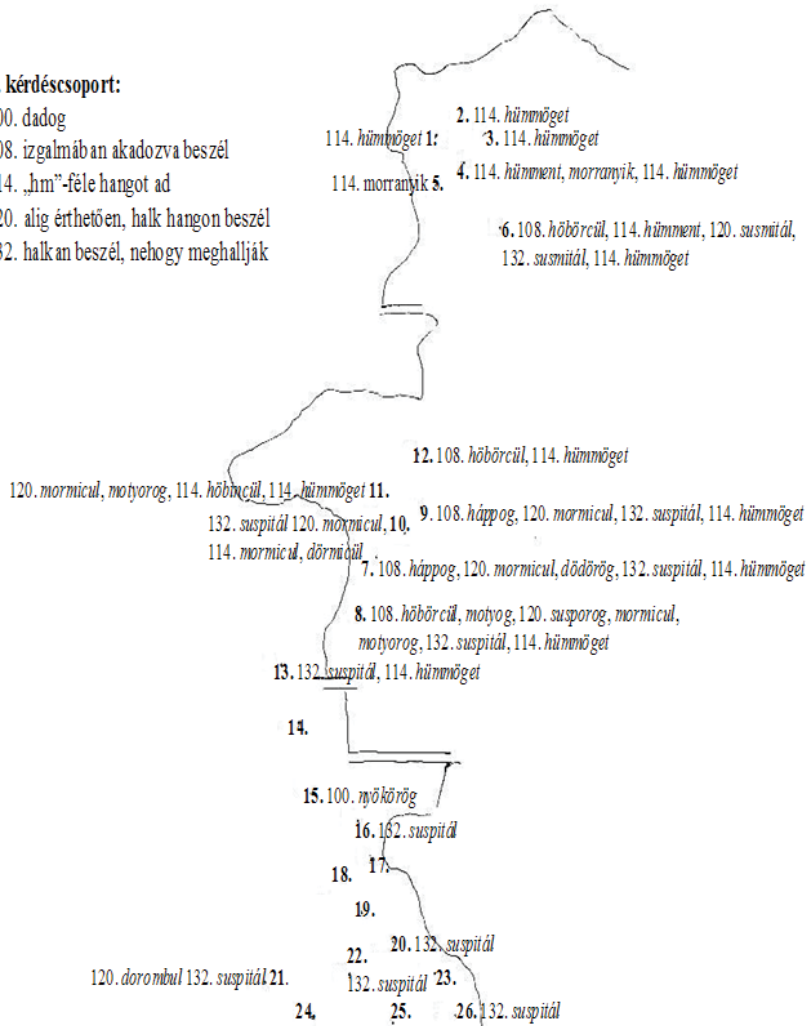 kérdéscsoport:
00. dadog
08. izgalmában akadozva beszél
14. „hm”-féle hangot ad
20. alig érthetően, halk hangon beszél
32. halkan beszél, nehogy meghallják
2. 114. hümmöget
114. hümmöget 1. 3. 114. hümmöget
4. 114. hümment, morranyik, 114. hümmöget
114. morranyik 5.
6. 108. höbörcül, 114. hümment, 120. susmitál,
132. susmitál, 114. hümmöget
12. 108. höbörcül, 114. hümmöget
120. mormicul, motyorog, 114. höbincül, 114. hümmöget 11.
9. 108. háppog, 120. mormicul, 132. suspitál, 114. hümmöget
132. suspitál 120. mormicul, 10.
114. mormicul, dörmicül
7. 108. háppog, 120. mormicul, dödörög, 132. suspitál, 114. hümmöget
8. 108. höbörcül, motyog, 120. susporog, mormicul,
motyorog, 132. suspitál, 114. hümmöget
13. 132. suspitál, 114. hümmöget
14.
15. 100. nyökörög
16. 132. suspitál
17.
18.
19.
20. 132. suspitál
22.
120. dorombul 132. suspitál 21.
132. suspitál 23.
24. 25. 26. 132. suspitál